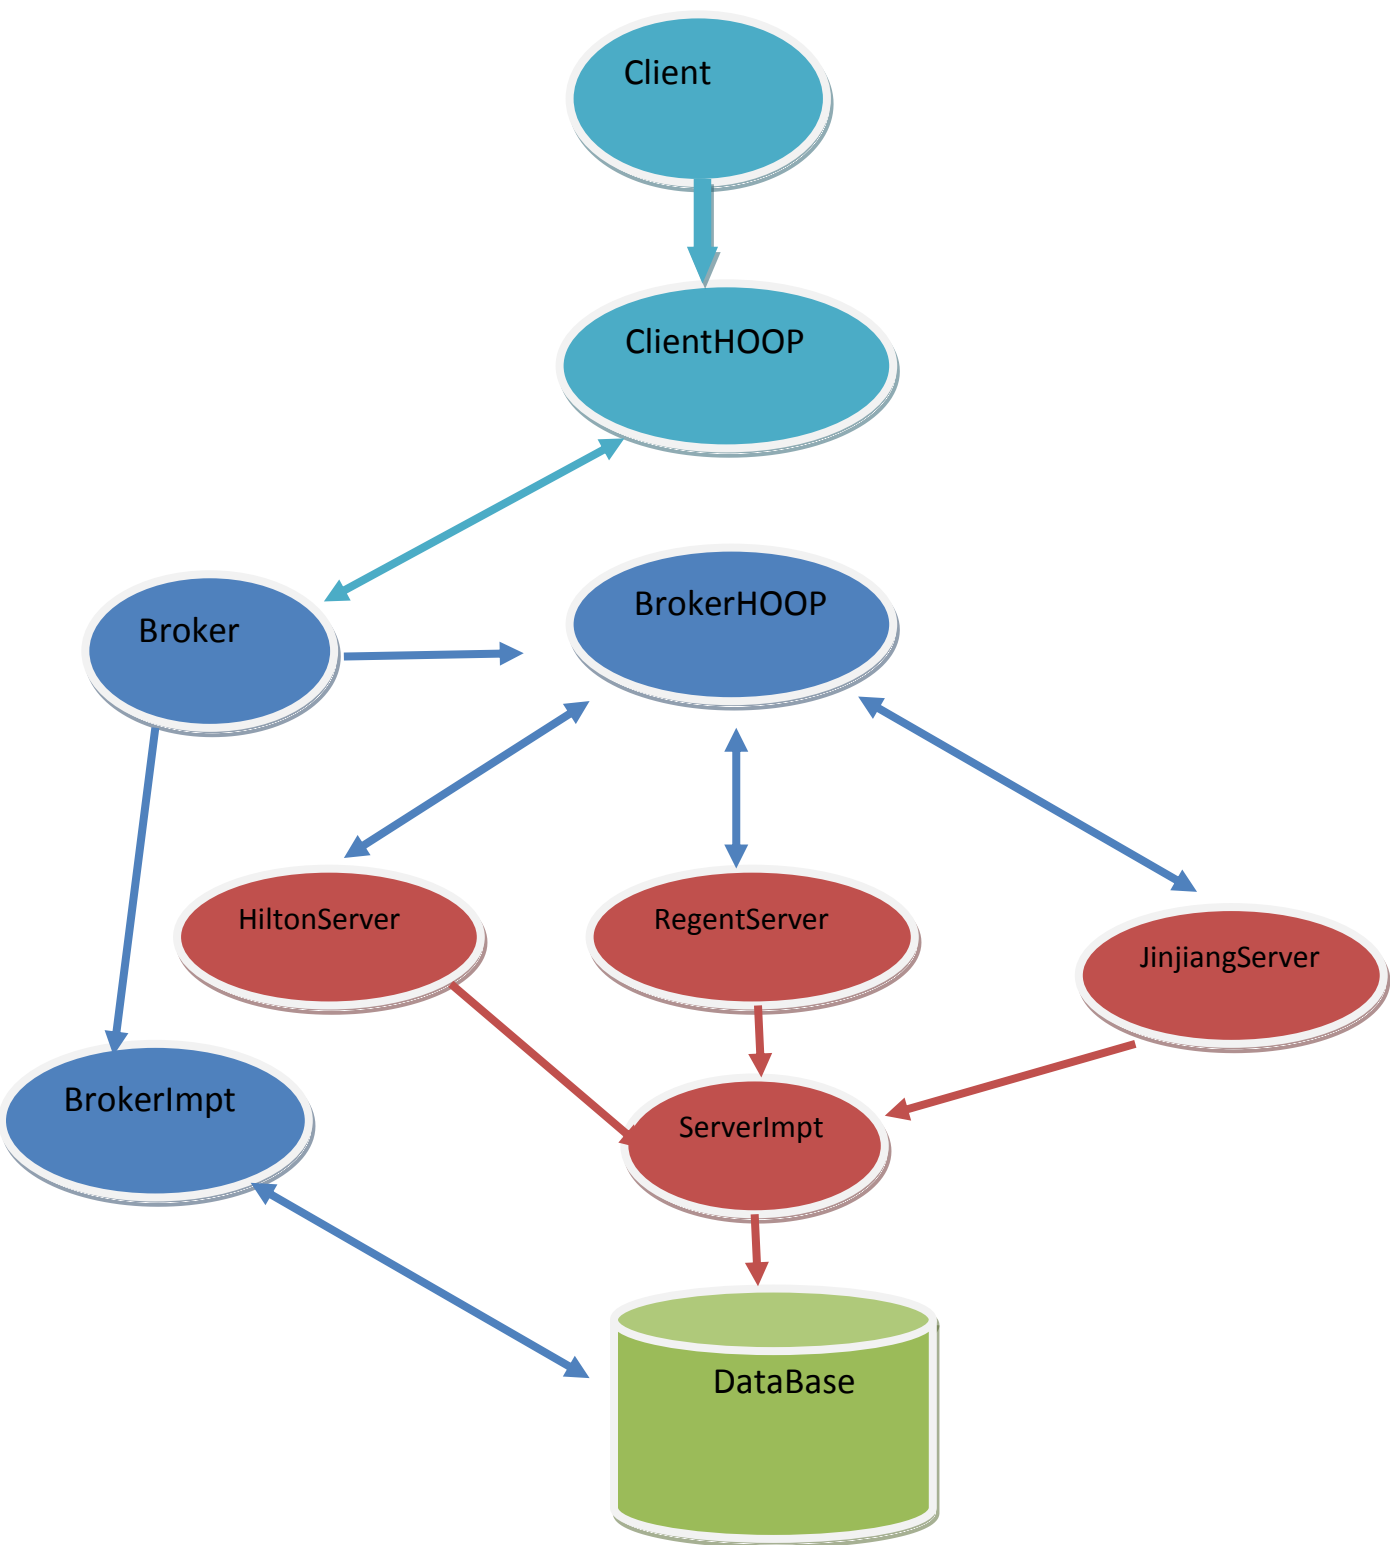 Client
ClientHOOP
BrokerHOOP
Broker
HiltonServer
RegentServer
JinjiangServer
BrokerImpt
ServerImpt
DataBase